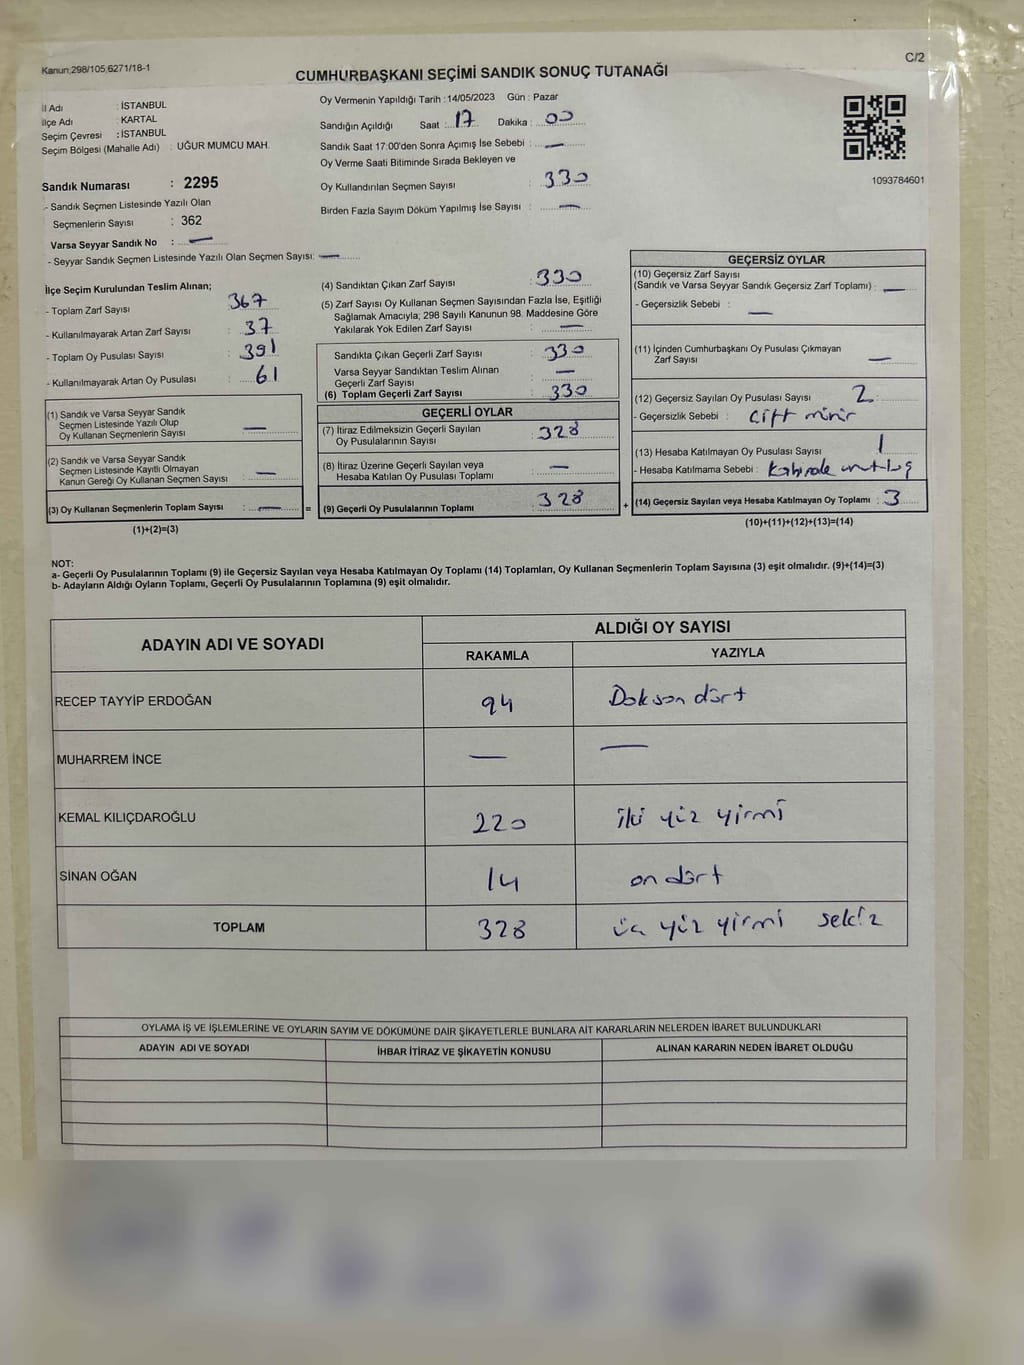 Kanun;298/105,6271/18-1
C/2
CUMHURBAŞKANI SEÇİMİ SANDIK SONUÇ TUTANAĞI
İl Adı : İSTANBUL
İlçe Adı : KARTAL
Seçim Çevresi : İSTANBUL
Seçim Bölgesi (Mahalle Adı) : UĞUR MUMCU MAH.
Sandık Numarası : 2295
- Sandık Seçmen Listesinde Yazılı Olan
Seçmenlerin Sayısı : 362
Varsa Seyyar Sandık No : —
- Seyyar Sandık Seçmen Listesinde Yazılı Olan Seçmen Sayısı: —
Oy Vermenin Yapıldığı Tarih : 14/05/2023 Gün : Pazar
Sandığın Açıldığı Saat : 17 Dakika : 00
Sandık Saat 17:00'den Sonra Açımış İse Sebebi : —
Oy Verme Saati Bitiminde Sırada Bekleyen ve
Oy Kullandırılan Seçmen Sayısı : 330
Birden Fazla Sayım Döküm Yapılmış İse Sayısı : —
1093784601
İlçe Seçim Kurulundan Teslim Alınan;
- Toplam Zarf Sayısı : 367
- Kullanılmayarak Artan Zarf Sayısı : 37
- Toplam Oy Pusulası Sayısı : 391
- Kullanılmayarak Artan Oy Pusulası : 61
(1) Sandık ve Varsa Seyyar Sandık
Seçmen Listesinde Yazılı Olup
Oy Kullanan Seçmenlerin Sayısı : —
(2) Sandık ve Varsa Seyyar Sandık
Seçmen Listesinde Kayıtlı Olmayan
Kanun Gereği Oy Kullanan Seçmen Sayısı : —
(3) Oy Kullanan Seçmenlerin Toplam Sayısı : — =
(1)+(2)=(3)
(4) Sandıktan Çıkan Zarf Sayısı : 330
(5) Zarf Sayısı Oy Kullanan Seçmen Sayısından Fazla İse, Eşitliği
Sağlamak Amacıyla; 298 Sayılı Kanunun 98. Maddesine Göre
Yakılarak Yok Edilen Zarf Sayısı : —
Sandıkta Çıkan Geçerli Zarf Sayısı : 330
Varsa Seyyar Sandıktan Teslim Alınan
Geçerli Zarf Sayısı : —
(6) Toplam Geçerli Zarf Sayısı : 330
GEÇERLİ OYLAR
(7) İtiraz Edilmeksizin Geçerli Sayılan
Oy Pusulalarının Sayısı : 328
(8) İtiraz Üzerine Geçerli Sayılan veya
Hesaba Katılan Oy Pusulası Toplamı : —
(9) Geçerli Oy Pusulalarının Toplamı : 328 +
GEÇERSİZ OYLAR
(10) Geçersiz Zarf Sayısı
(Sandık ve Varsa Seyyar Sandık Geçersiz Zarf Toplamı) : —
- Geçersizlik Sebebi : —
(11) İçinden Cumhurbaşkanı Oy Pusulası Çıkmayan
Zarf Sayısı : —
(12) Geçersiz Sayılan Oy Pusulası Sayısı : 2
- Geçersizlik Sebebi : Çift mühür
(13) Hesaba Katılmayan Oy Pusulası Sayısı : 1
- Hesaba Katılmama Sebebi : Kabinde
(14) Geçersiz Sayılan veya Hesaba Katılmayan Oy Toplamı : 3
(10)+(11)+(12)+(13)=(14)
NOT:
a- Geçerli Oy Pusulalarının Toplamı (9) ile Geçersiz Sayılan veya Hesaba Katılmayan Oy Toplamı (14) Toplamları, Oy Kullanan Seçmenlerin Toplam Sayısına (3) eşit olmalıdır. (9)+(14)=(3)
b- Adayların Aldığı Oyların Toplamı, Geçerli Oy Pusulalarının Toplamına (9) eşit olmalıdır.
ADAYIN ADI VE SOYADI
ALDIĞI OY SAYISI
RAKAMLA YAZIYLA
RECEP TAYYİP ERDOĞAN 94 Doksan dört
MUHARREM İNCE — —
KEMAL KILIÇDAROĞLU 220 iki yüz yirmi
SİNAN OĞAN 14 on dört
TOPLAM 328 üç yüz yirmi sekiz
OYLAMA İŞ VE İŞLEMLERİNE VE OYLARIN SAYIM VE DÖKÜMÜNE DAİR ŞİKAYETLERLE BUNLARA AİT KARARLARIN NELERDEN İBARET BULUNDUKLARI
ADAYIN ADI VE SOYADI İHBAR İTİRAZ VE ŞİKAYETİN KONUSU ALINAN KARARIN NEDEN İBARET OLDUĞU